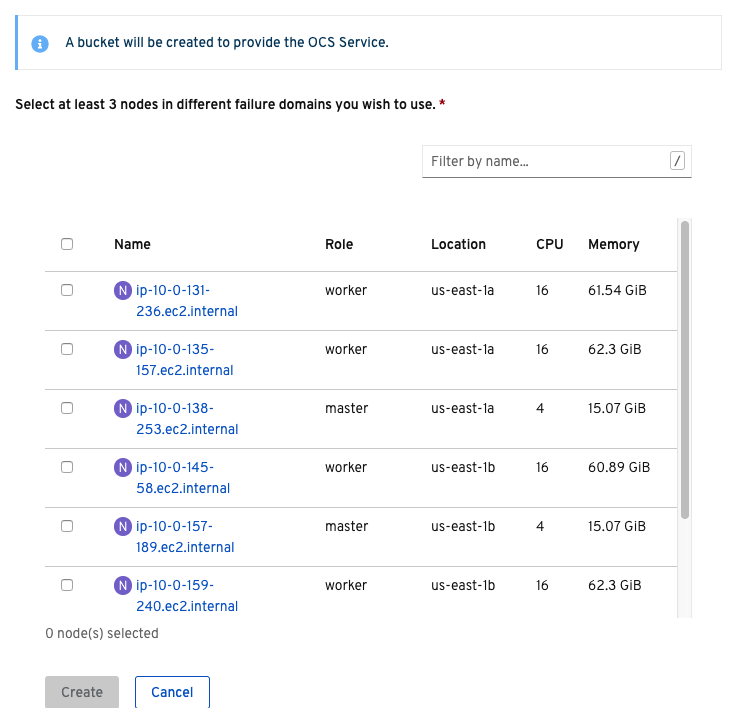 A bucket will be created to provide the OCS Service.
Select at least 3 nodes in different failure domains you wish to use. *
Filter by name... /
Name Role Location CPU Memory
N ip-10-0-131- worker us-east-1a 16 61.54 GiB
236.ec2.internal
N ip-10-0-135- worker us-east-1a 16 62.3 GiB
157.ec2.internal
N ip-10-0-138- master us-east-1a 4 15.07 GiB
253.ec2.internal
N ip-10-0-145- worker us-east-1b 16 60.89 GiB
58.ec2.internal
N ip-10-0-157- master us-east-1b 4 15.07 GiB
189.ec2.internal
N ip-10-0-159- worker us-east-1b 16 62.3 GiB
240.ec2.internal
0 node(s) selected
Create Cancel